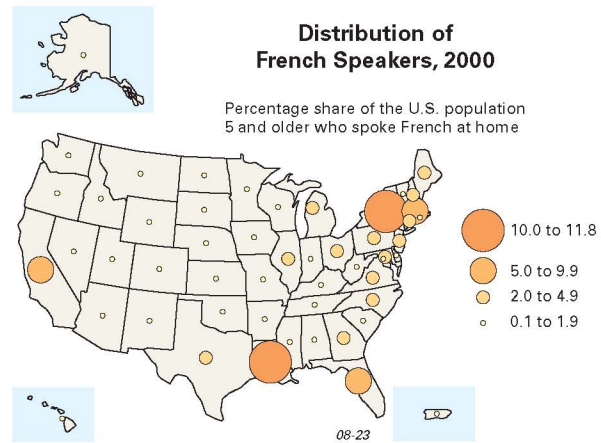 Distribution of
French Speakers, 2000
Percentage share of the U.S. population
5 and older who spoke French at home
10.0 to 11.8
5.0 to 9.9
2.0 to 4.9
0.1 to 1.9
08-23